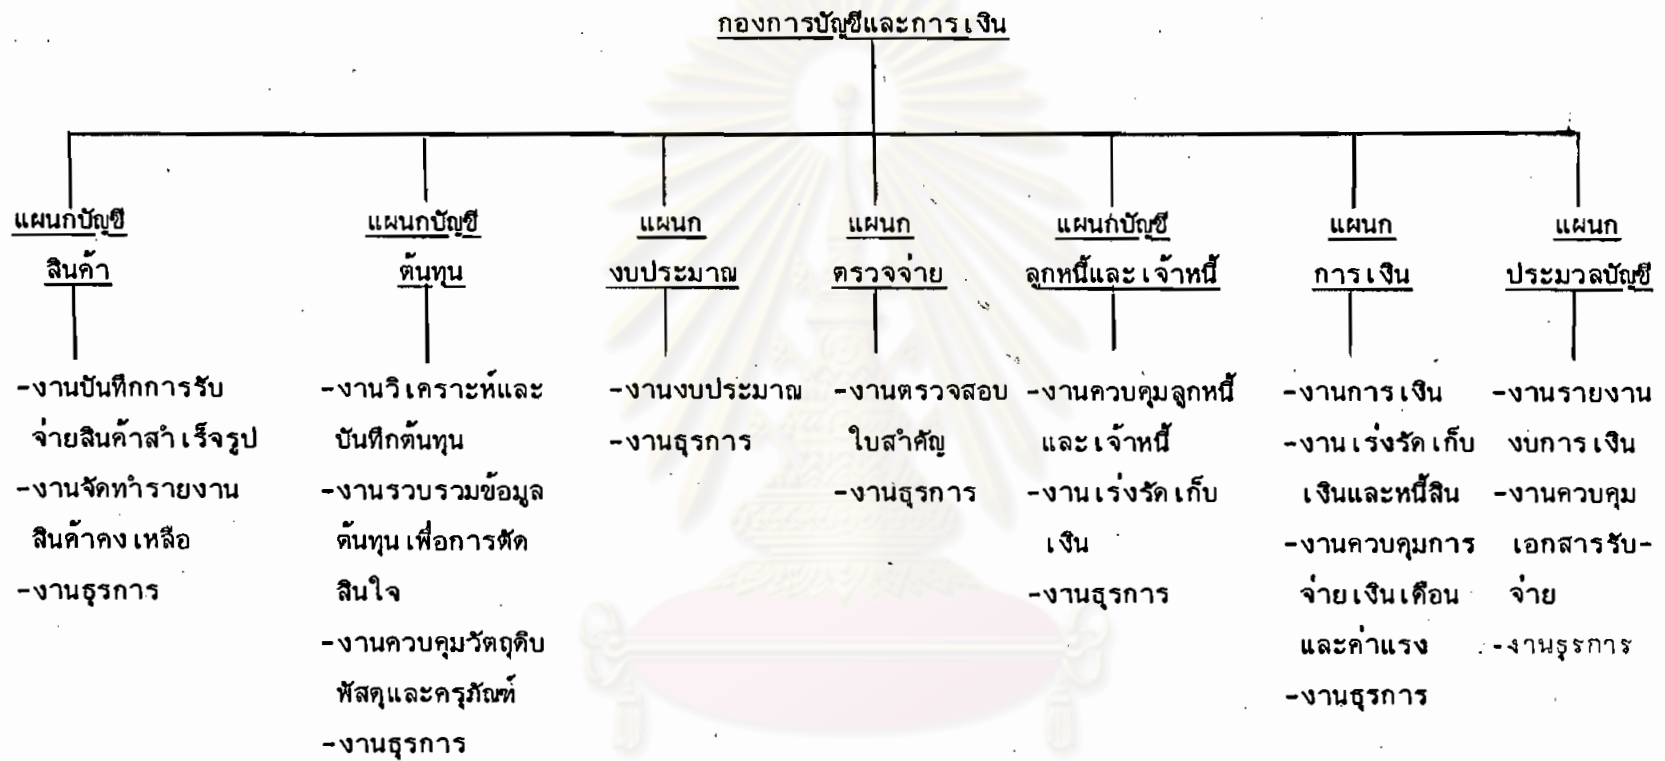 กองการบัญชีและการเงิน
แผนกบัญชี
สินค้า
-งานบันทึกการรับ
จ่ายสินค้าสำเร็จรูป
-งานจัดทำรายงาน
สินค้าคงเหลือ
-งานธุรการ
แผนกบัญชี
ต้นทุน
-งานวิเคราะห์และ
บันทึกต้นทุน
-งานรวบรวมข้อมูล
ต้นทุนเพื่อการตัด
สินใจ
-งานควบคุมวัตถุดิบ
พัสดุและครุภัณฑ์
-งานธุรการ
แผนก
งบประมาณ
-งานงบประมาณ
-งานธุรการ
แผนก
ตรวจจ่าย
-งานตรวจสอบ
ใบสำคัญ
-งานธุรการ
แผนกบัญชี
ลูกหนี้และเจ้าหนี้
-งานควบคุมลูกหนี้
และเจ้าหนี้
-งานเร่งรัดเก็บ
เงิน
-งานธุรการ
แผนก
การเงิน
-งานการเงิน
-งานเร่งรัดเก็บ
เงินและหนี้สิน
-งานควบคุมการ
จ่ายเงินเดือน
และค่าแรง
-งานธุรการ
แผนก
ประมวลบัญชี
-งานรายงาน
งบการเงิน
-งานควบคุม
เอกสารรับ-
จ่าย
-งานธุรการ